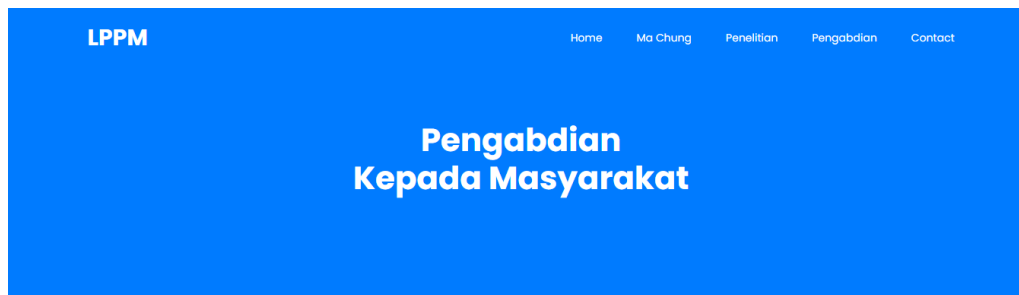 LPPM
Home Ma Chung Penelitian Pengabdian Contact
Pengabdian
Kepada Masyarakat